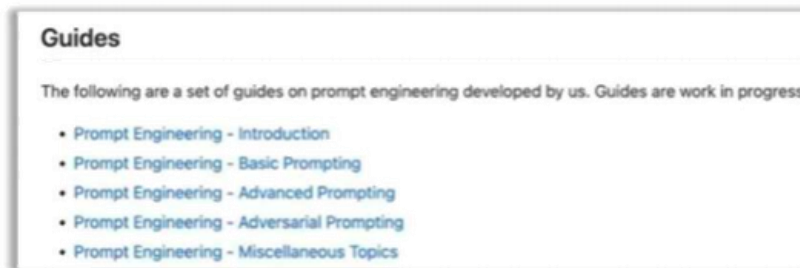 Guides
The following are a set of guides on prompt engineering developed by us. Guides are work in progress
• Prompt Engineering - Introduction
• Prompt Engineering - Basic Prompting
• Prompt Engineering - Advanced Prompting
• Prompt Engineering - Adversarial Prompting
• Prompt Engineering - Miscellaneous Topics